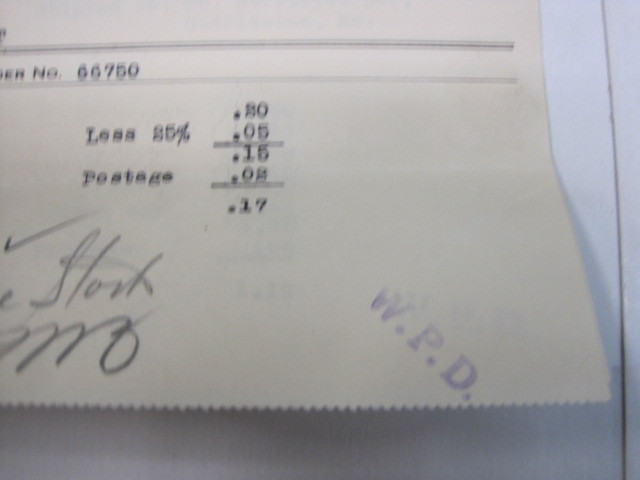 No. 66750
.20
Less 25% .05
.15
Postage .02
.17
Stock
W.P.D.